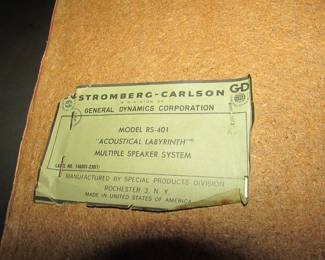 STROMBERG-CARLSON
A DIVISION OF
GENERAL DYNAMICS CORPORATION
GD
MODEL RS-401
"ACOUSTICAL LABYRINTH"
MULTIPLE SPEAKER SYSTEM
MANUFACTURED BY SPECIAL PRODUCTS DIVISION
ROCHESTER 3, N. Y.
MADE IN UNITED STATES OF AMERICA